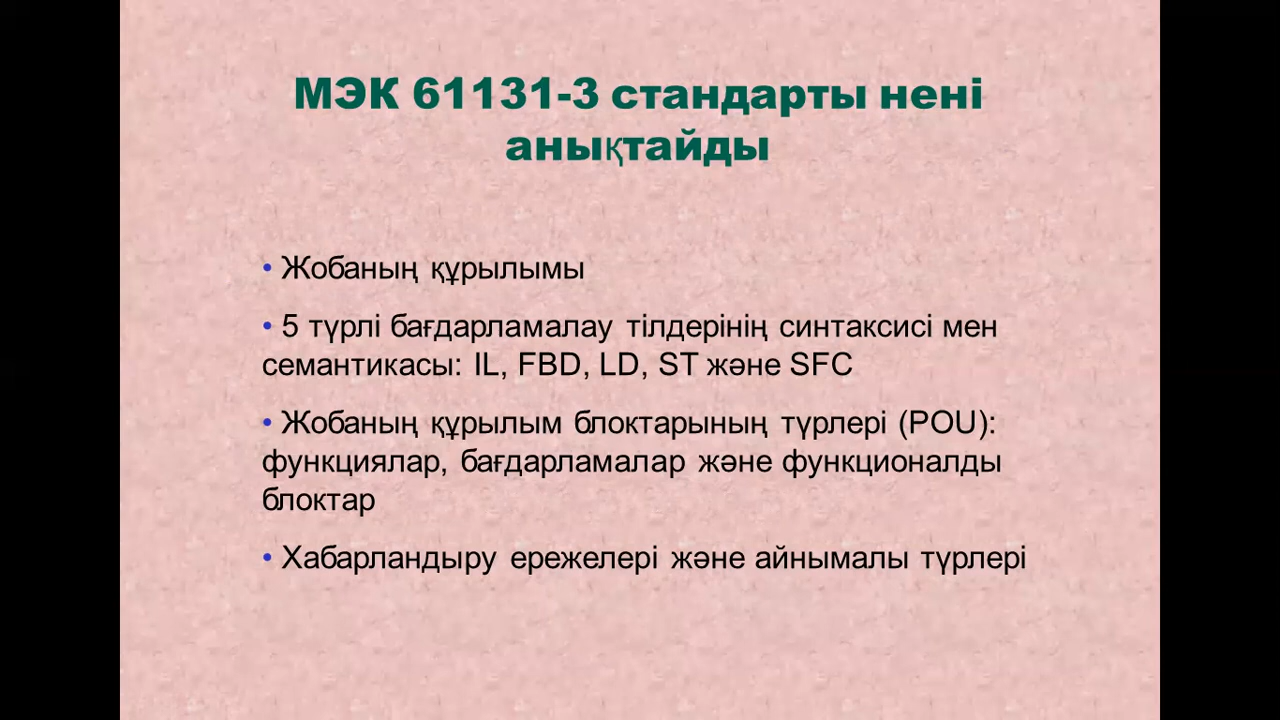 МЭК 61131-3 стандарты нені
анықтайды
• Жобаның құрылымы
• 5 түрлі бағдарламалау тілдерінің синтаксисі мен
семантикасы: IL, FBD, LD, ST және SFC
• Жобаның құрылым блоктарының түрлері (POU):
функциялар, бағдарламалар және функционалды
блоктар
• Хабарландыру ережелері және айнымалы түрлері